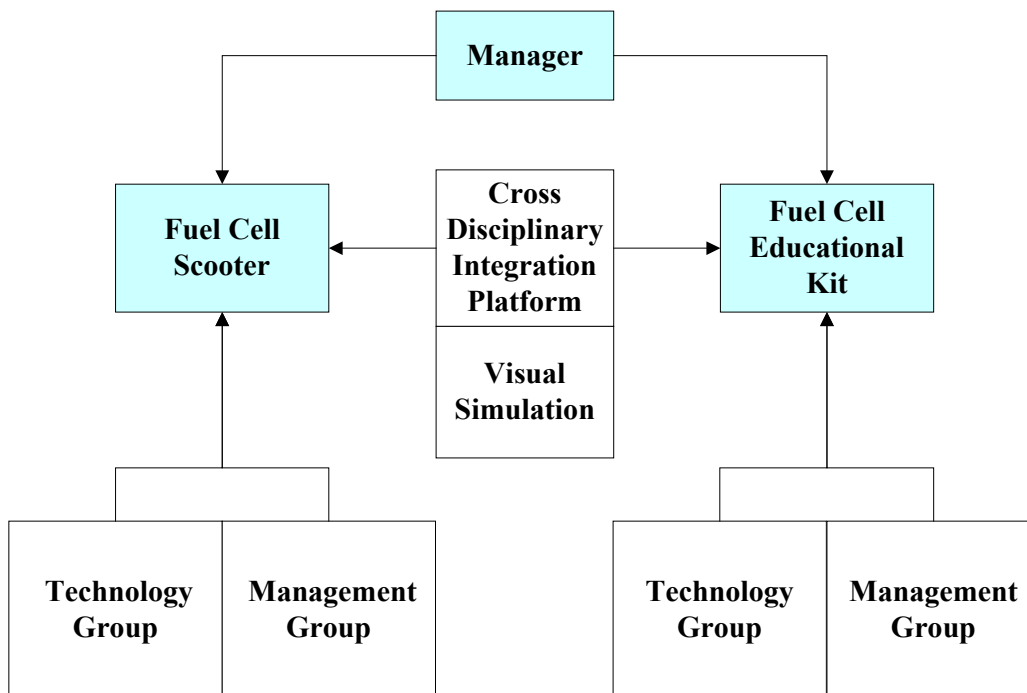 Manager
Fuel Cell
Scooter
Cross
Disciplinary
Integration
Platform
Fuel Cell
Educational
Kit
Visual
Simulation
Technology
Group
Management
Group
Technology
Group
Management
Group